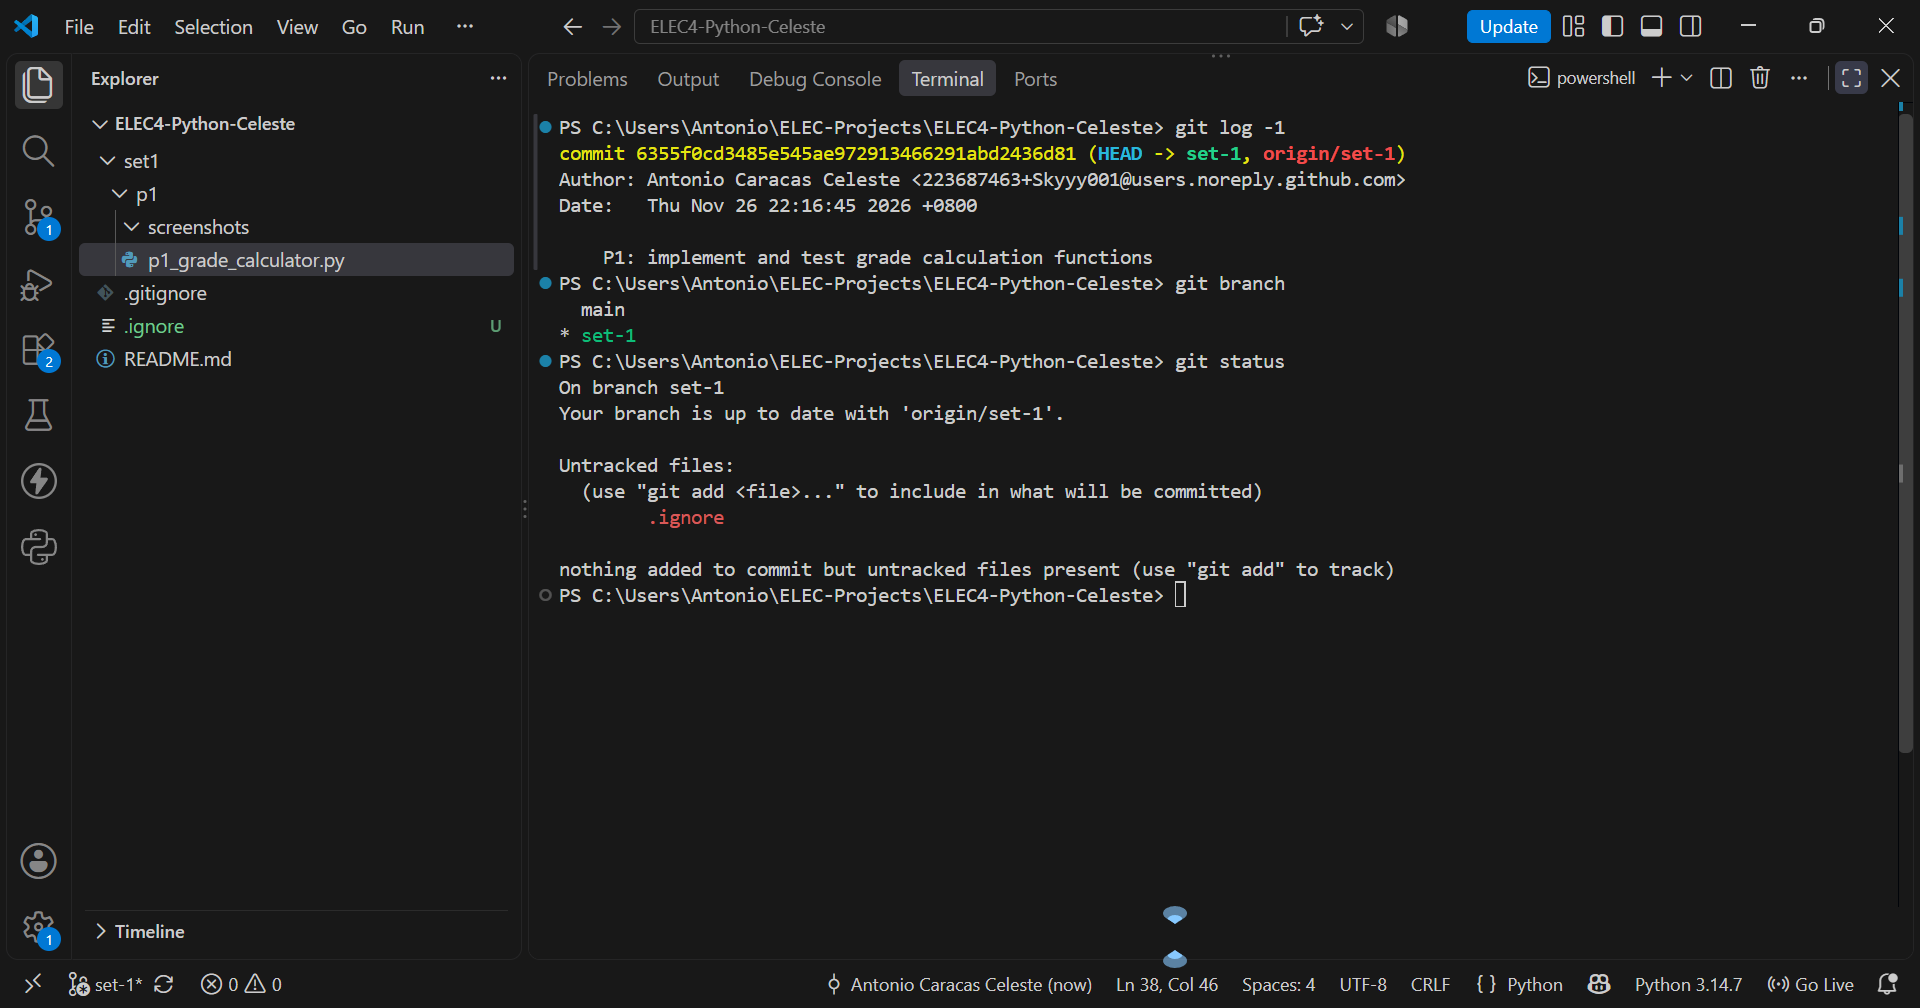 File Edit Selection View Go Run ···
ELEC4-Python-Celeste
Update
Explorer
ELEC4-Python-Celeste
set1
p1
screenshots
p1_grade_calculator.py
.gitignore
.ignore U
README.md
1
2
1
Timeline
Problems Output Debug Console Terminal Ports
powershell
PS C:\Users\Antonio\ELEC-Projects\ELEC4-Python-Celeste> git log -1
commit 6355f0cd3485e545ae972913466291abd2436d81 (HEAD -> set-1, origin/set-1)
Author: Antonio Caracas Celeste <223687463+Skyyy001@users.noreply.github.com>
Date:   Thu Nov 26 22:16:45 2026 +0800
P1: implement and test grade calculation functions
PS C:\Users\Antonio\ELEC-Projects\ELEC4-Python-Celeste> git branch
main
* set-1
PS C:\Users\Antonio\ELEC-Projects\ELEC4-Python-Celeste> git status
On branch set-1
Your branch is up to date with 'origin/set-1'.
Untracked files:
(use "git add <file>..." to include in what will be committed)
.ignore
nothing added to commit but untracked files present (use "git add" to track)
PS C:\Users\Antonio\ELEC-Projects\ELEC4-Python-Celeste>
set-1* 0 0 Antonio Caracas Celeste (now) Ln 38, Col 46 Spaces: 4 UTF-8 CRLF { } Python Python 3.14.7 Go Live